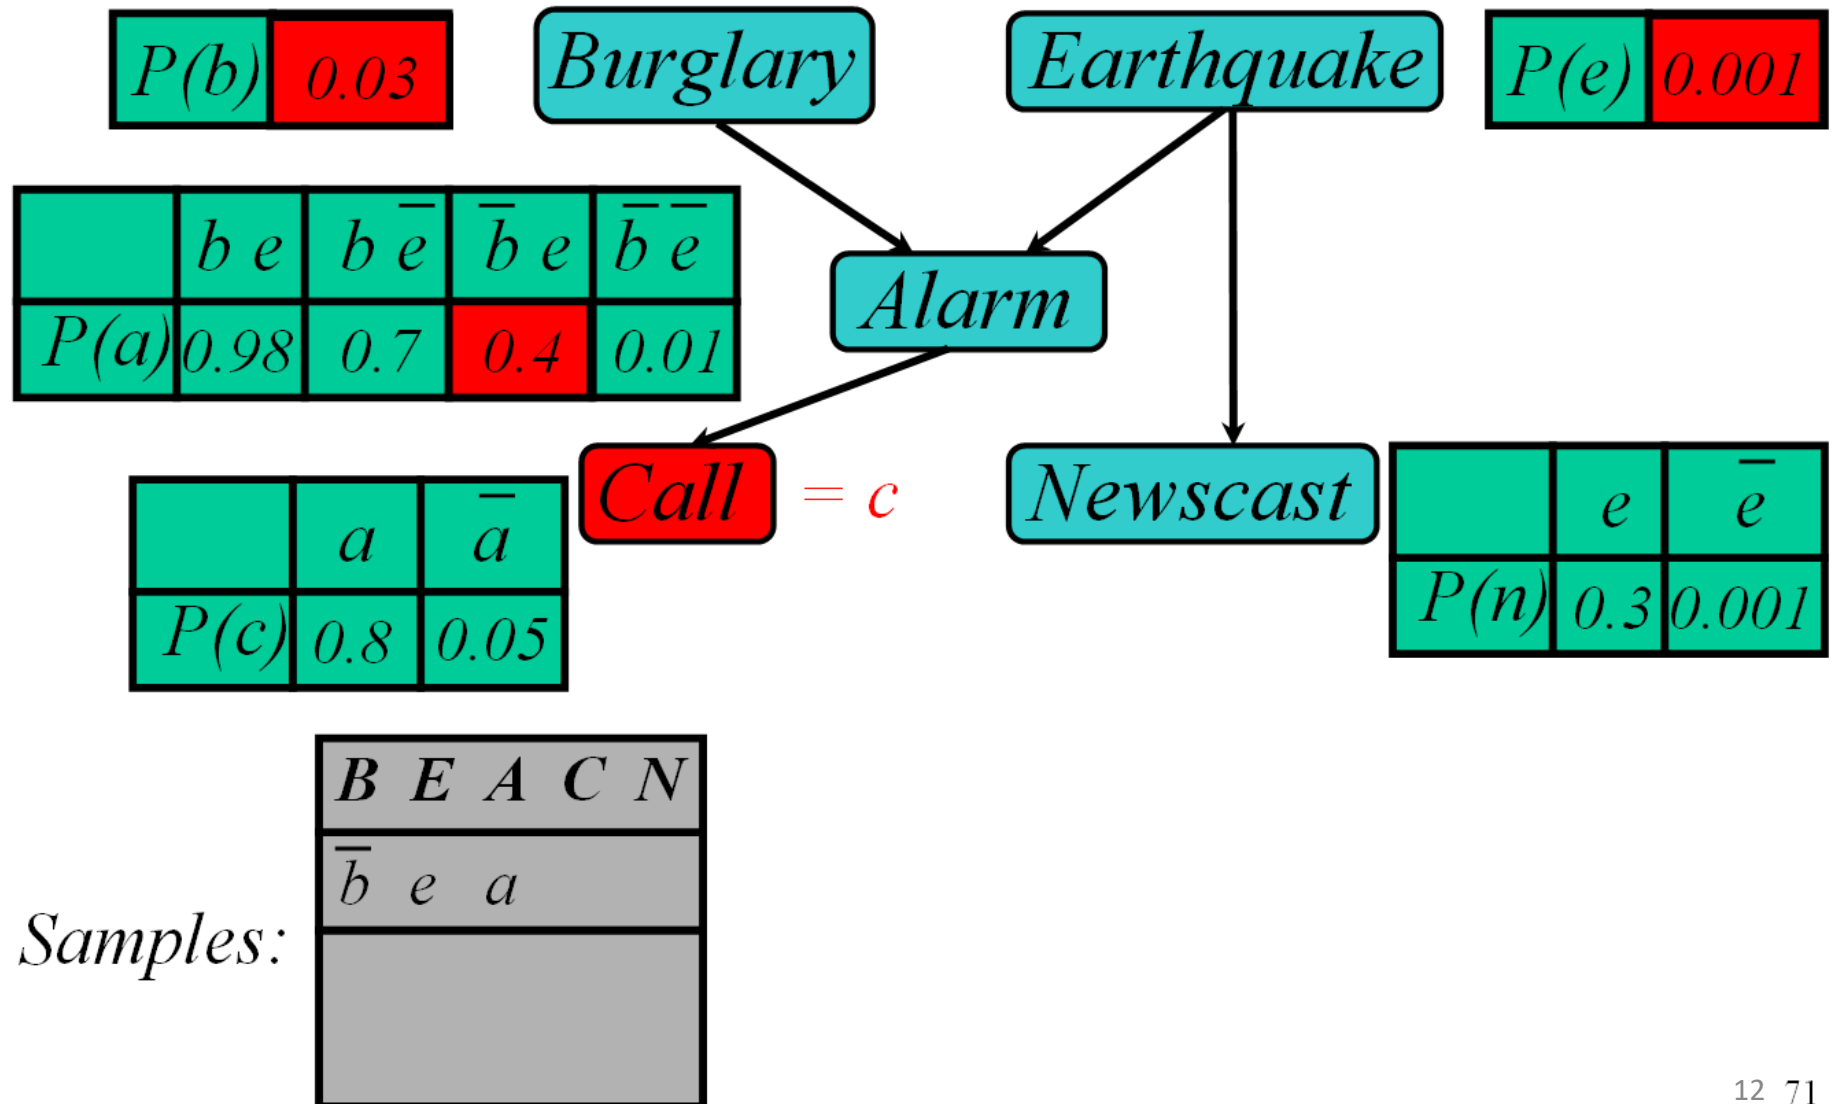 P(b) 0.03
Burglary
Earthquake
P(e) 0.001
b e b e̅ b̅ e b̅ e̅
P(a) 0.98 0.7 0.4 0.01
Alarm
Call = c
Newscast
a a̅
P(c) 0.8 0.05
e e̅
P(n) 0.3 0.001
B E A C N
b̅ e a
Samples:
12 71